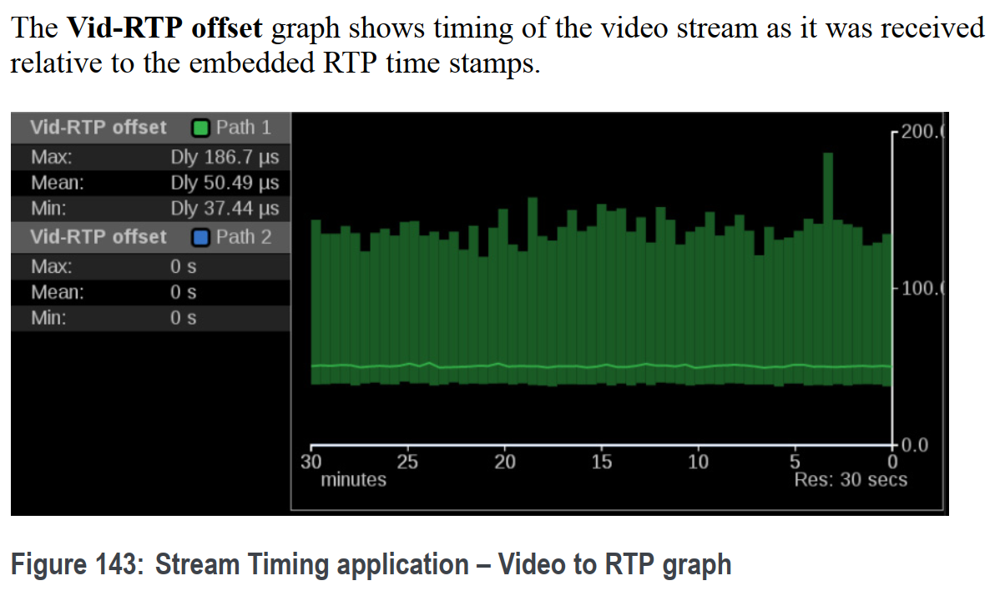 The Vid-RTP offset graph shows timing of the video stream as it was received
relative to the embedded RTP time stamps.
Vid-RTP offset Path 1
Max: Dly 186.7 µs
Mean: Dly 50.49 µs
Min: Dly 37.44 µs
Vid-RTP offset Path 2
Max: 0 s
Mean: 0 s
Min: 0 s
200.
100.
0.0
30 25 20 15 10 5 0
minutes Res: 30 secs
Figure 143: Stream Timing application – Video to RTP graph